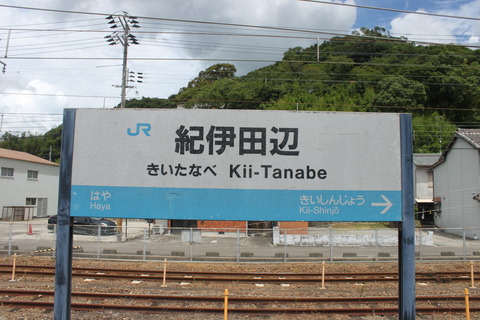 JR
紀伊田辺
きいたなべ Kii-Tanabe
はや きいしんじょう
Haya Kii-Shinjō